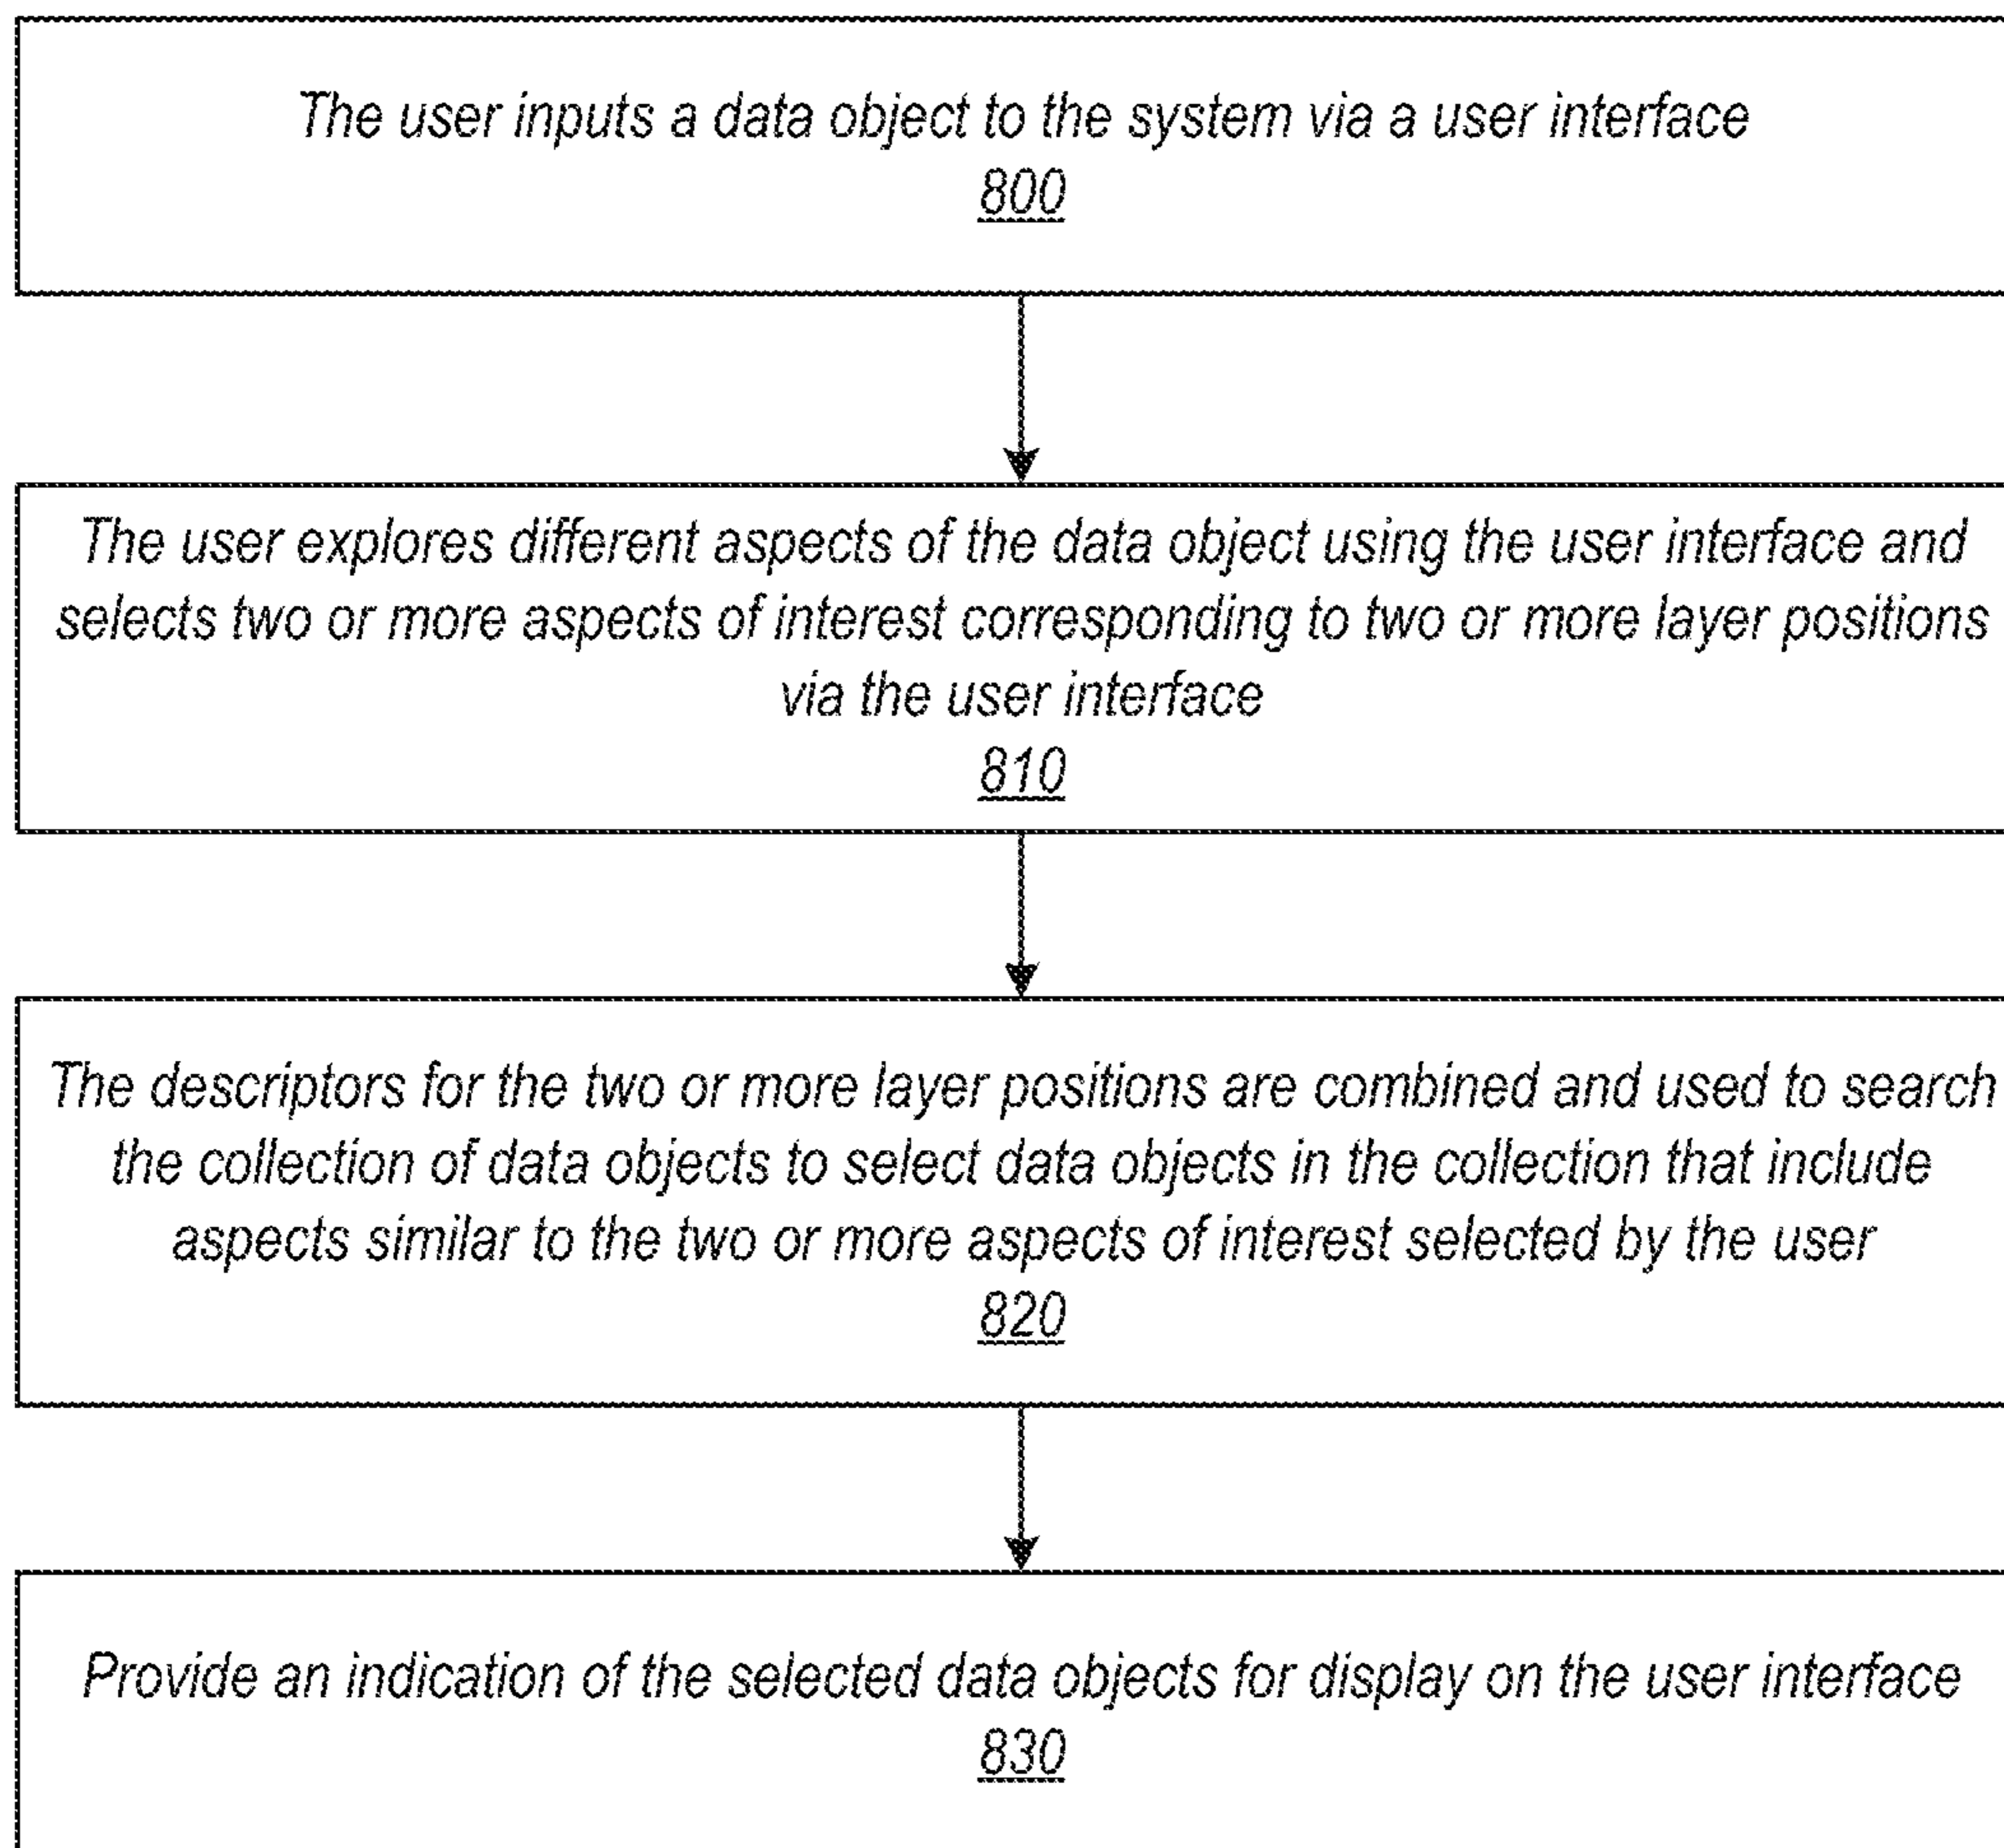 The user inputs a data object to the system via a user interface
800
The user explores different aspects of the data object using the user interface and
selects two or more aspects of interest corresponding to two or more layer positions
via the user interface
810
The descriptors for the two or more layer positions are combined and used to search
the collection of data objects to select data objects in the collection that include
aspects similar to the two or more aspects of interest selected by the user
820
Provide an indication of the selected data objects for display on the user interface
830